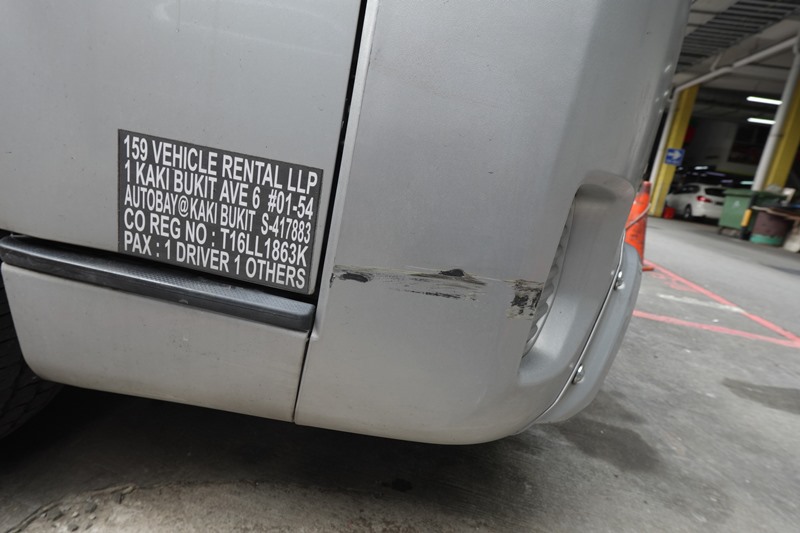 159 VEHICLE RENTAL LLP
1 KAKI BUKIT AVE 6 #01-54
AUTOBAY@KAKI BUKIT S-417883
CO REG NO : T16LL1863K
PAX : 1 DRIVER 1 OTHERS